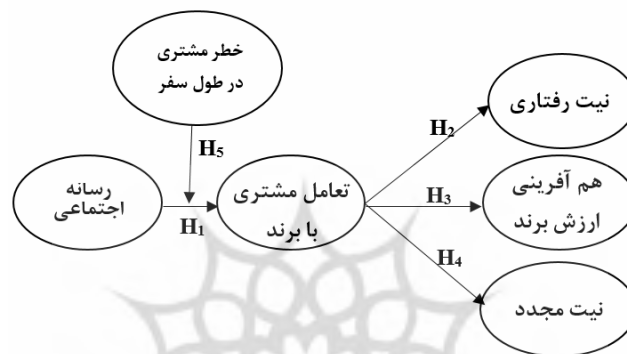 خطر مشتری
در طول سفر
نیت رفتاری
H2
H5
رسانه
اجتماعی
H1
تعامل مشتری
با برند
H3
هم آفرینی
ارزش برند
H4
نیت مجدد